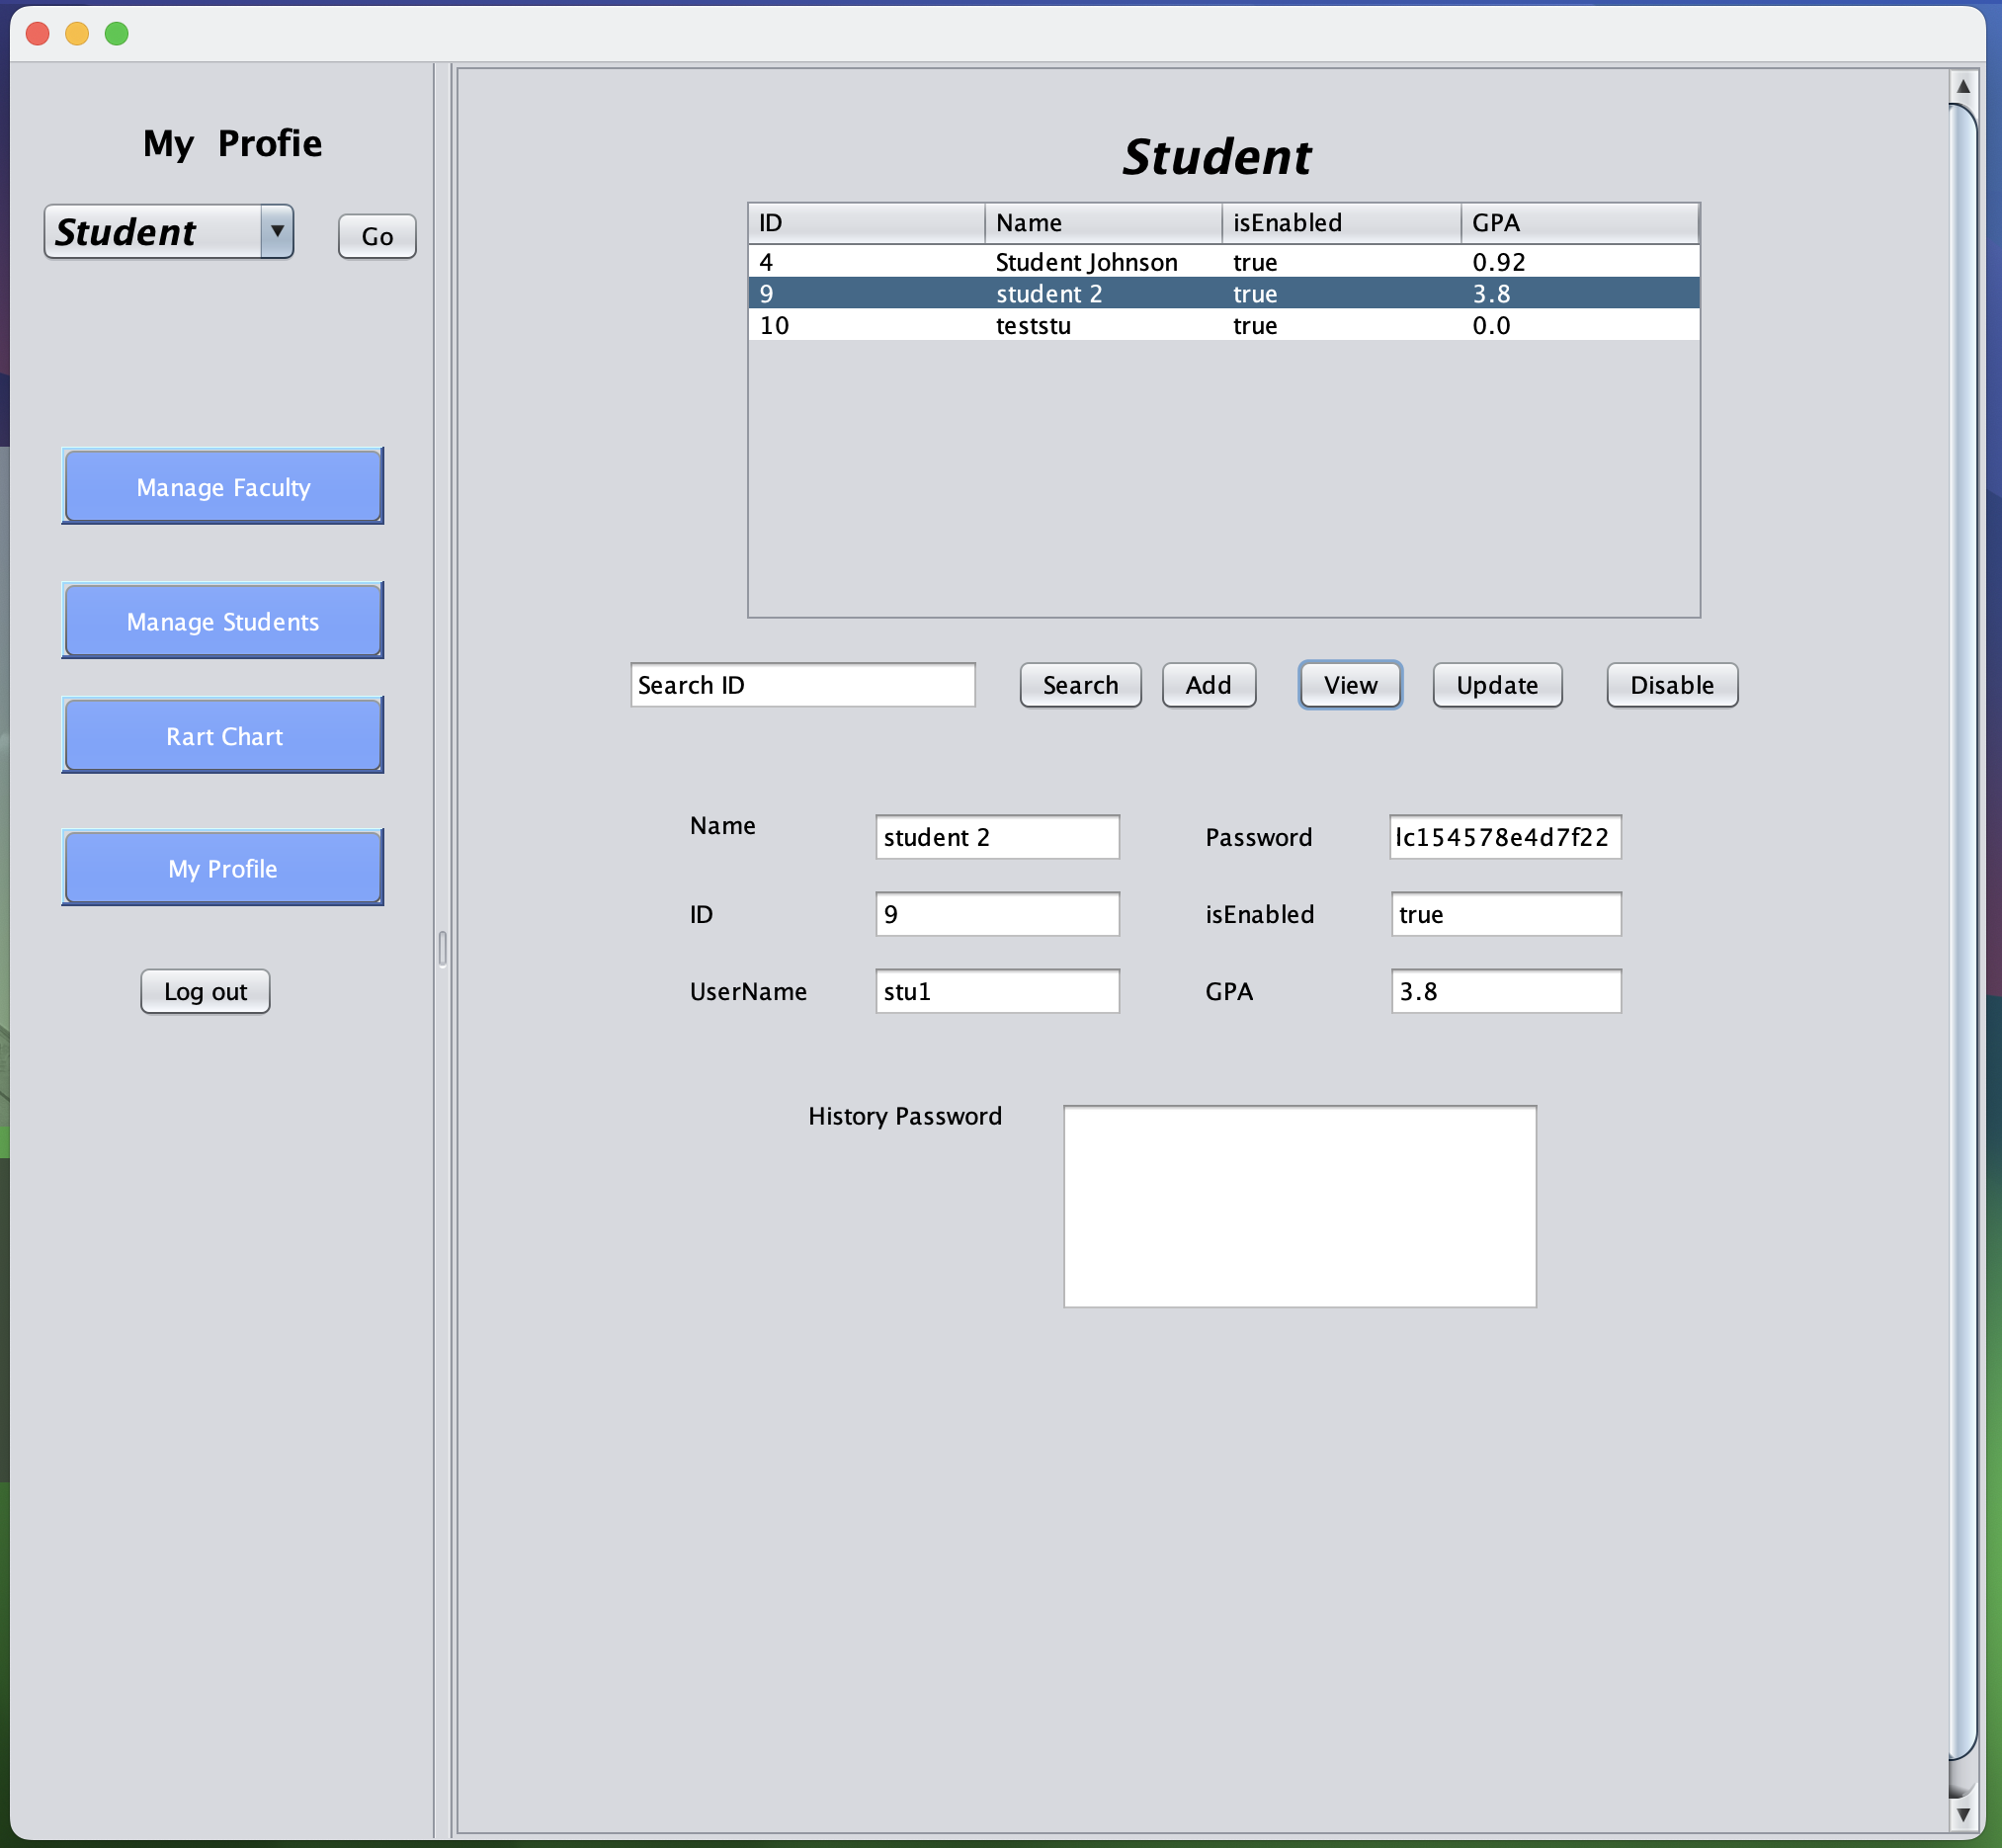 My Profie
Student
Go
Manage Faculty
Manage Students
Rart Chart
My Profile
Log out
Student
ID Name isEnabled GPA
4 Student Johnson true 0.92
9 student 2 true 3.8
10 teststu true 0.0
Search ID Search Add View Update Disable
Name student 2 Password lc154578e4d7f22
ID 9 isEnabled true
UserName stu1 GPA 3.8
History Password